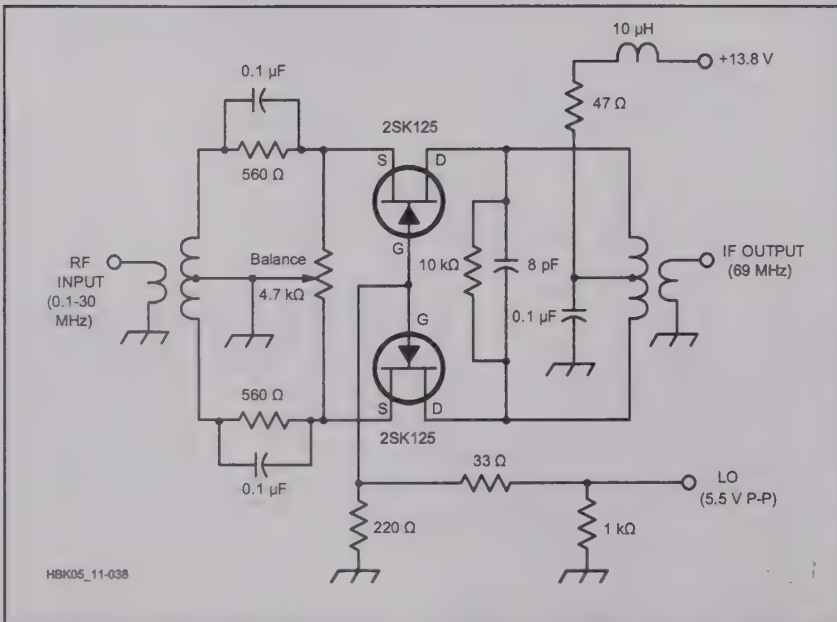 10 µH
0.1 µF
+13.8 V
47 Ω
2SK125
S
D
560 Ω
G
Balance
RF
INPUT
(0.1-30
MHz)
4.7 kΩ
10 kΩ
8 pF
IF OUTPUT
(69 MHz)
0.1 µF
G
560 Ω
S
D
2SK125
0.1 µF
33 Ω
LO
(5.5 V P-P)
220 Ω
1 kΩ
HBK05_11-038